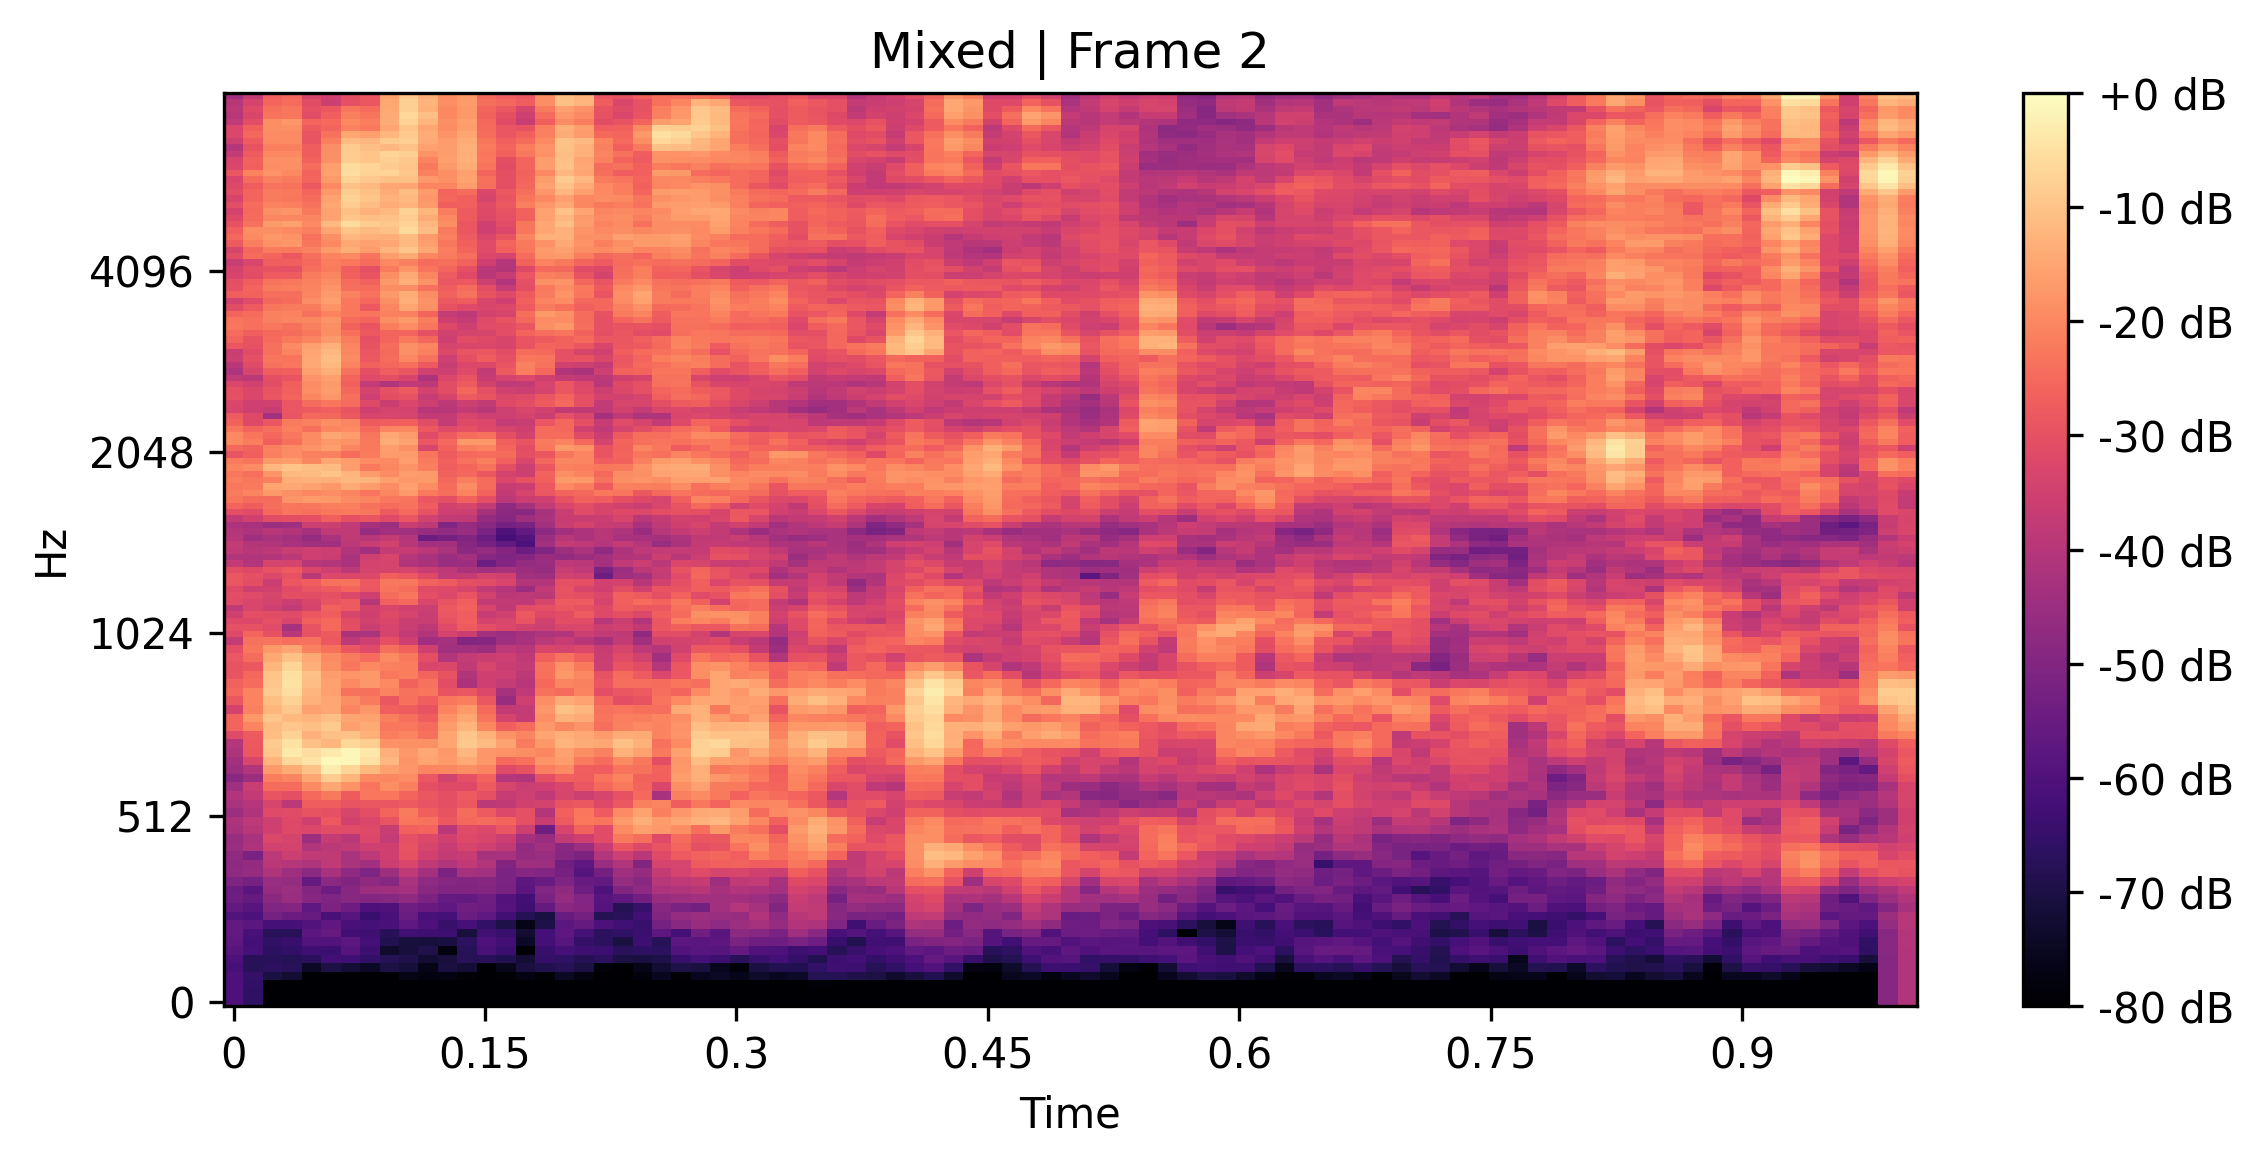 Mixed | Frame 2
+0 dB
-10 dB
-20 dB
-30 dB
-40 dB
-50 dB
-60 dB
-70 dB
-80 dB
Hz
4096
2048
1024
512
0
0 0.15 0.3 0.45 0.6 0.75 0.9
Time